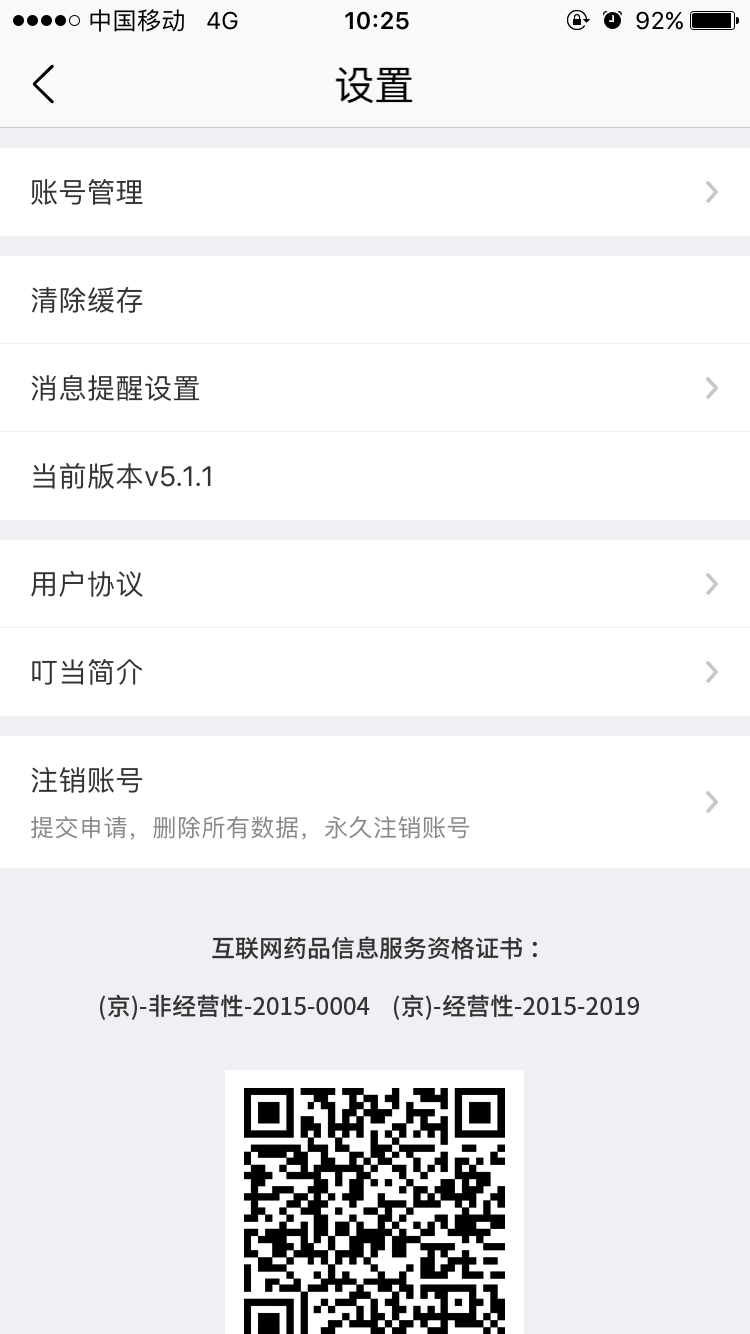 中国移动 4G 10:25 92%
设置
账号管理
清除缓存
消息提醒设置
当前版本v5.1.1
用户协议
叮当简介
注销账号
提交申请，删除所有数据，永久注销账号
互联网药品信息服务资格证书：
(京)-非经营性-2015-0004 (京)-经营性-2015-2019